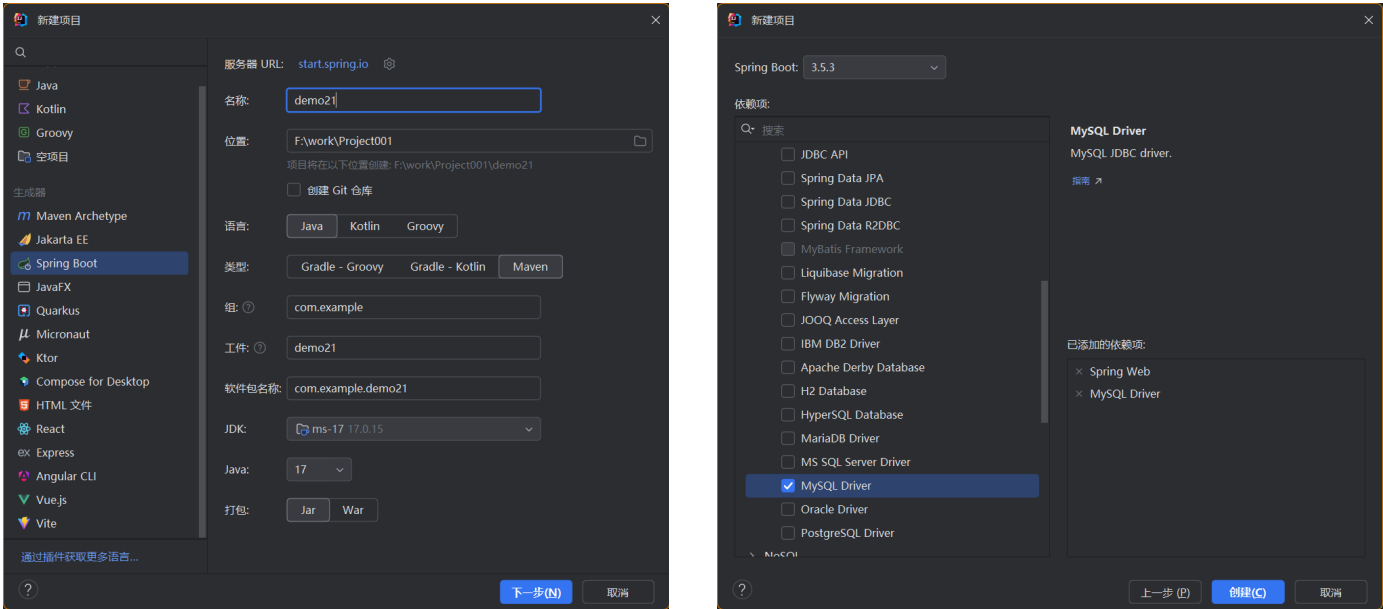 新建项目
Java
Kotlin
Groovy
空项目
生成器
Maven Archetype
Jakarta EE
Spring Boot
JavaFX
Quarkus
Micronaut
Ktor
Compose for Desktop
HTML 文件
React
Express
Angular CLI
Vue.js
Vite
通过插件获取更多语言...
服务器 URL: start.spring.io
名称: demo21
位置: F:\work\Project001
项目将在以下位置创建: F:\work\Project001\demo21
创建 Git 仓库
语言: Java Kotlin Groovy
类型: Gradle - Groovy Gradle - Kotlin Maven
组: com.example
工件: demo21
软件包名称: com.example.demo21
JDK: ms-17 17.0.15
Java: 17
打包: Jar War
下一步(N) 取消
新建项目
Spring Boot: 3.5.3
依赖项:
搜索
JDBC API
Spring Data JPA
Spring Data JDBC
Spring Data R2DBC
MyBatis Framework
Liquibase Migration
Flyway Migration
JOOQ Access Layer
IBM DB2 Driver
Apache Derby Database
H2 Database
HyperSQL Database
MariaDB Driver
MS SQL Server Driver
MySQL Driver
Oracle Driver
PostgreSQL Driver
NoSQL
MySQL Driver
MySQL JDBC driver.
指南
已添加的依赖项:
Spring Web
MySQL Driver
上一步 (P) 创建(C) 取消